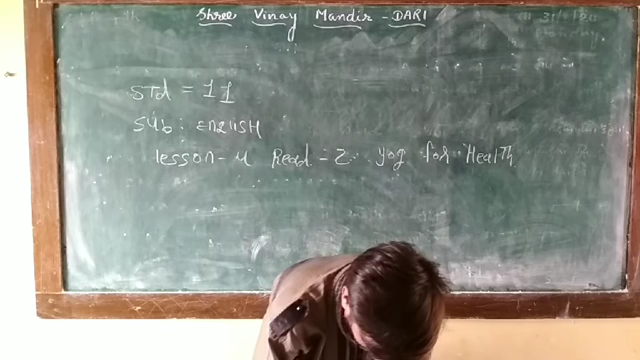 Shree Vinay Mandir - DARI
Std = 11
Sub : ENGLISH
lesson - 4 Read - 2 yog for Health